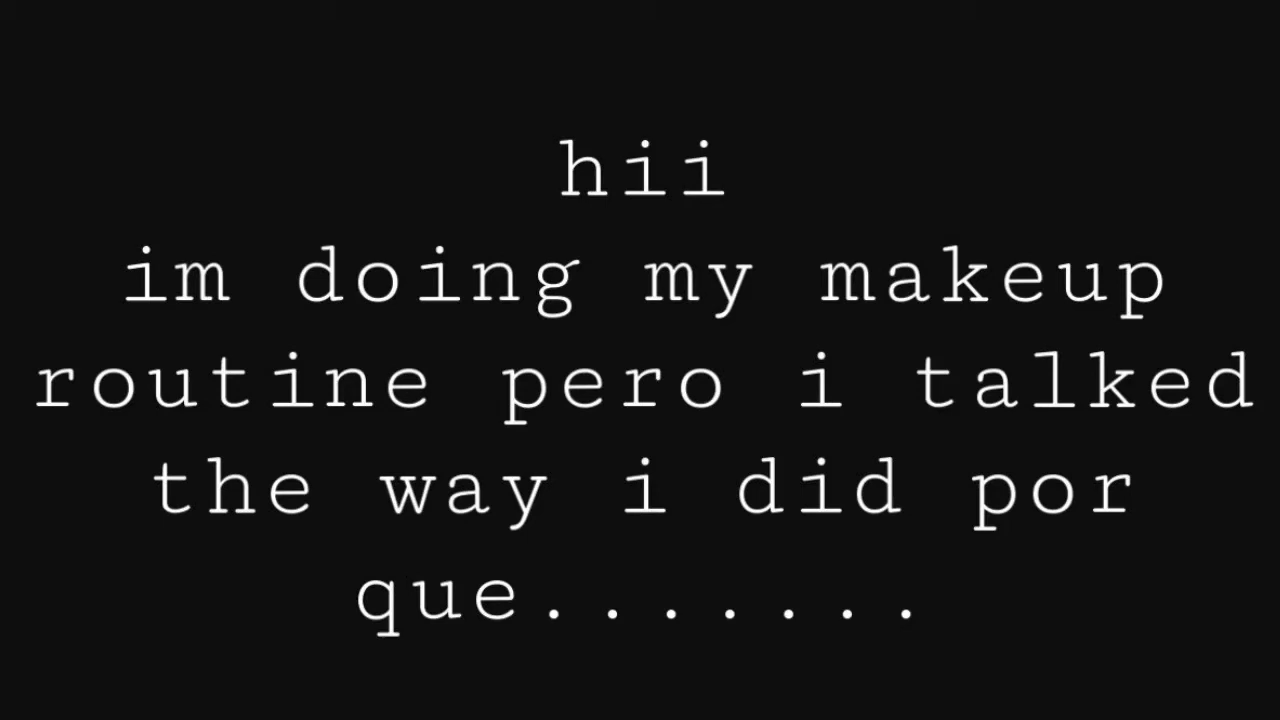 hii
im doing my makeup
routine pero i talked
the way i did por
que.......